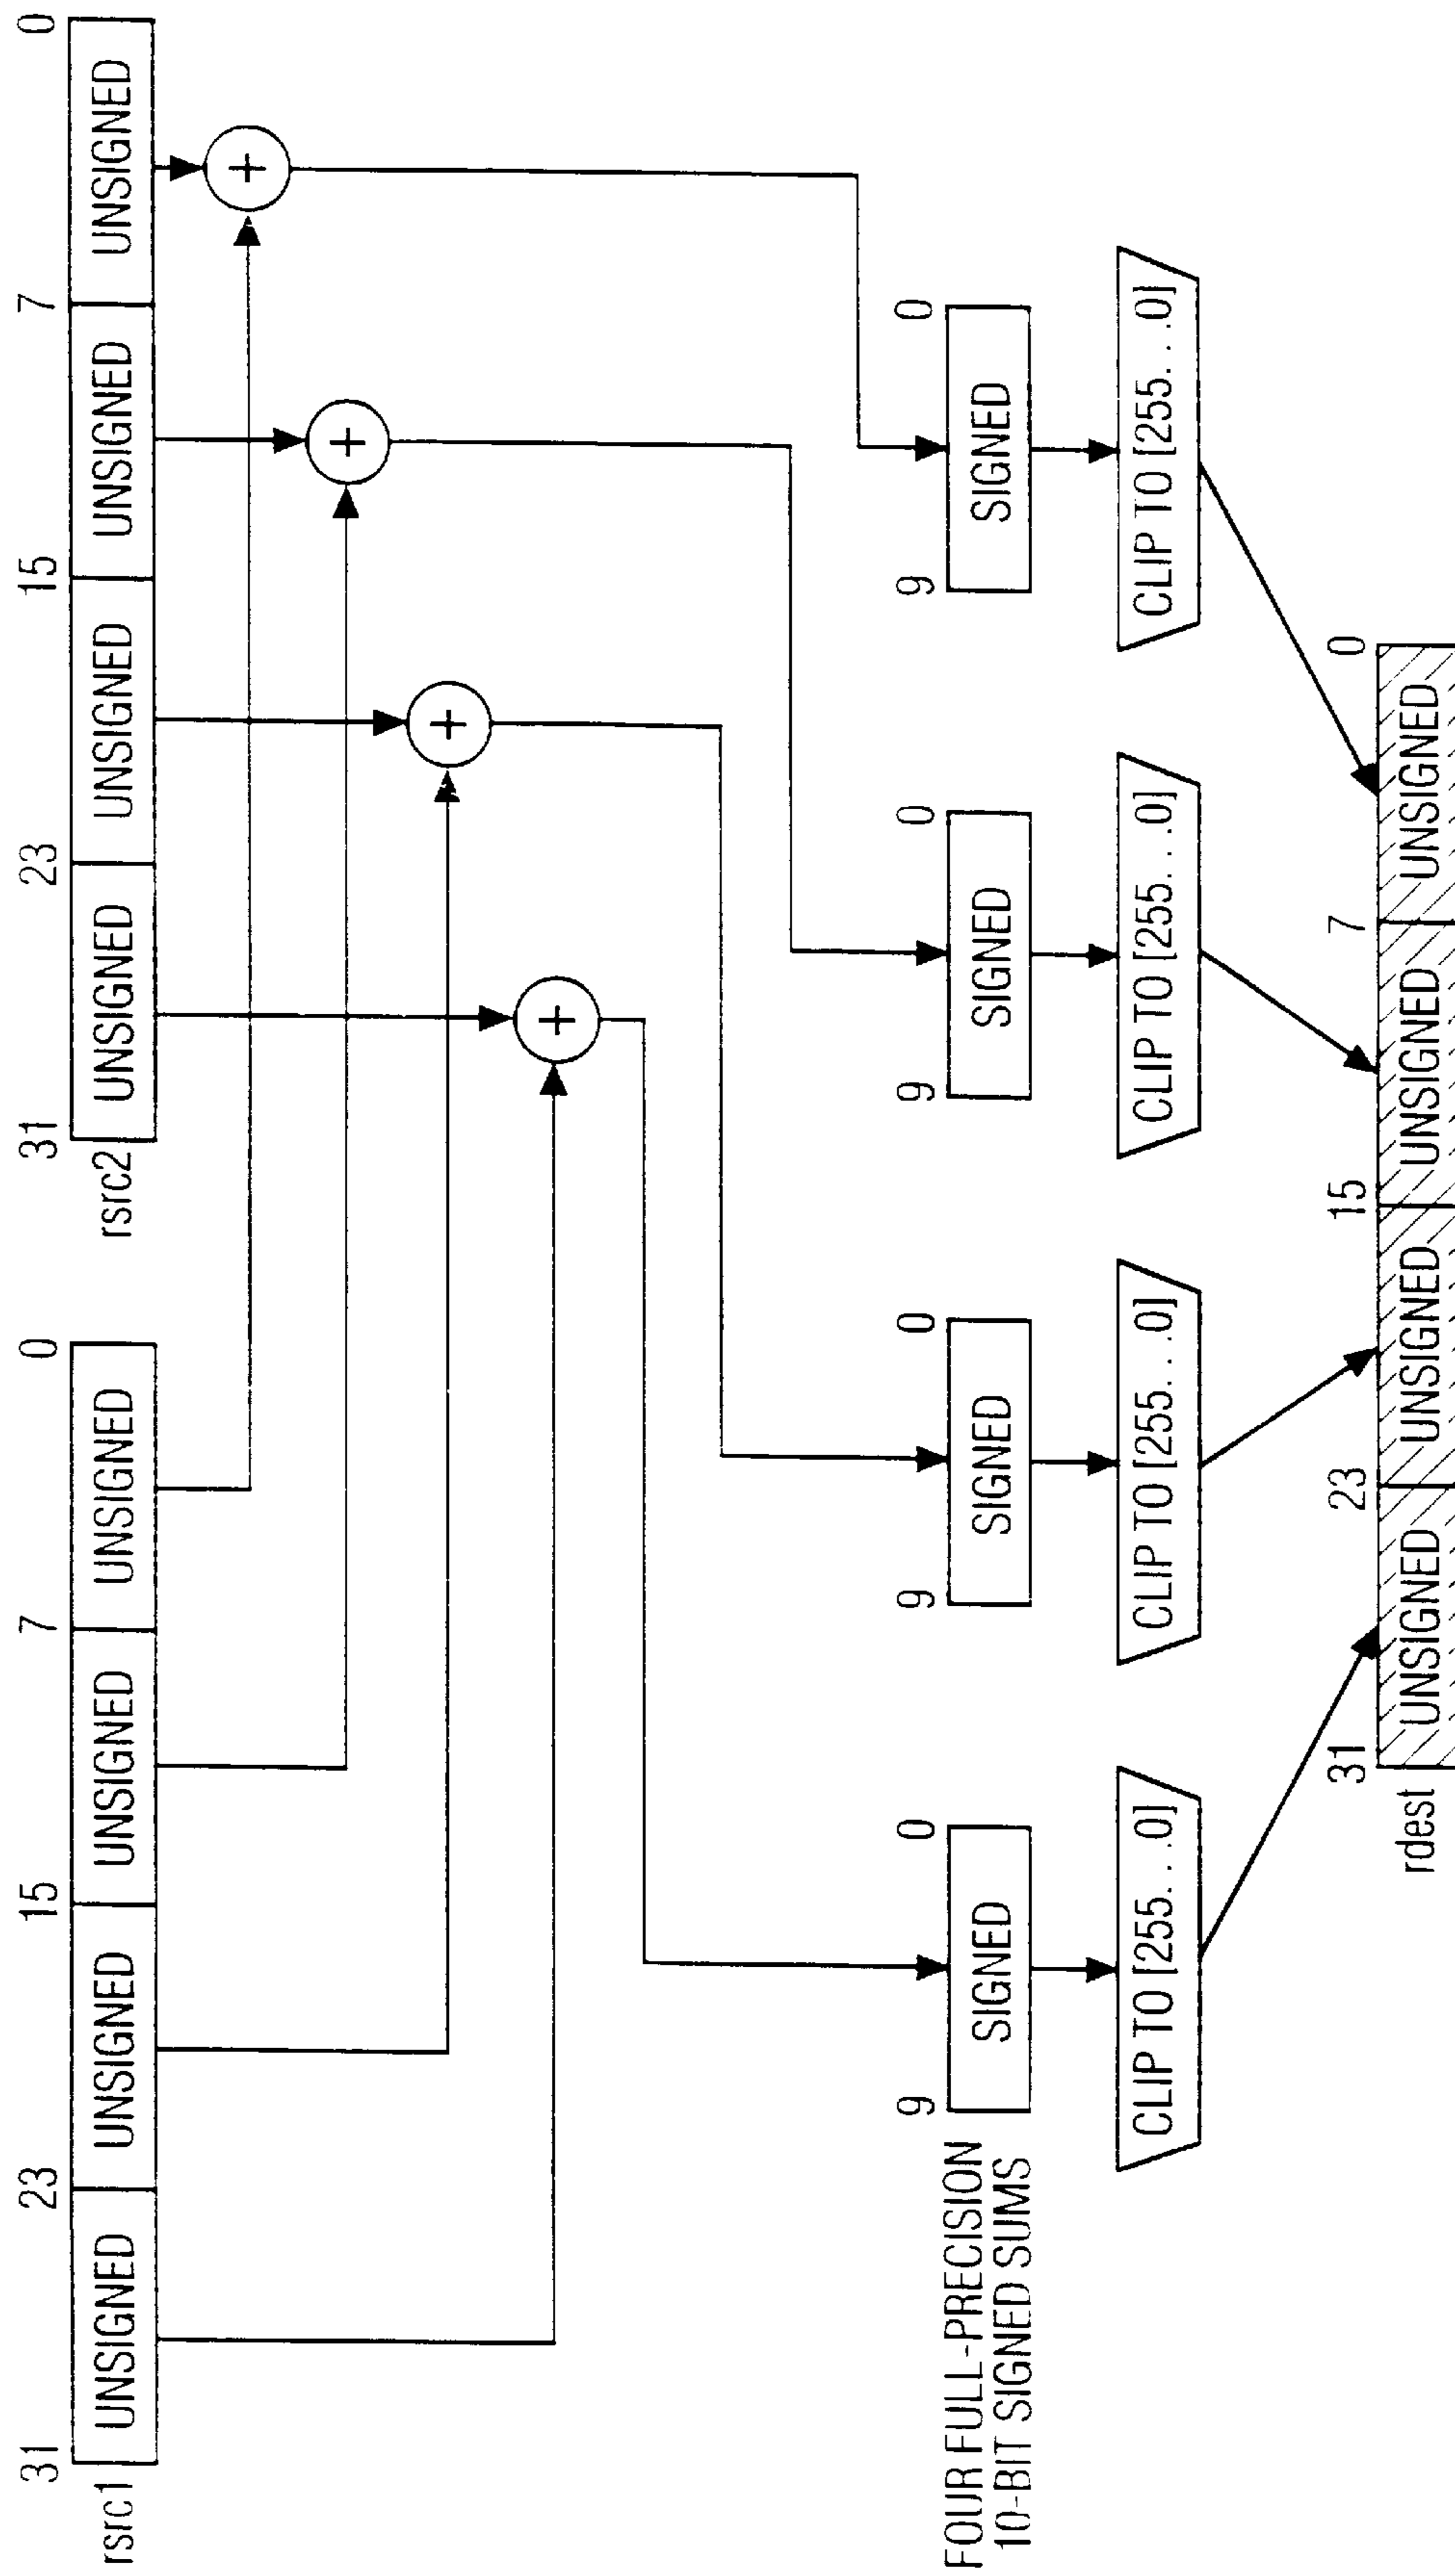 31 23 15 7 0 31 23 15 7 0
rsrc1 UNSIGNED UNSIGNED UNSIGNED UNSIGNED rsrc2 UNSIGNED UNSIGNED UNSIGNED UNSIGNED
+
+
+
+
9 0 9 0 9 0 9 0
FOUR FULL-PRECISION
10-BIT SIGNED SUMS
SIGNED SIGNED SIGNED SIGNED
CLIP TO [255. . .0] CLIP TO [255. . .0] CLIP TO [255. . .0] CLIP TO [255. . .0]
31 23 15 7 0
rdest UNSIGNED UNSIGNED UNSIGNED UNSIGNED